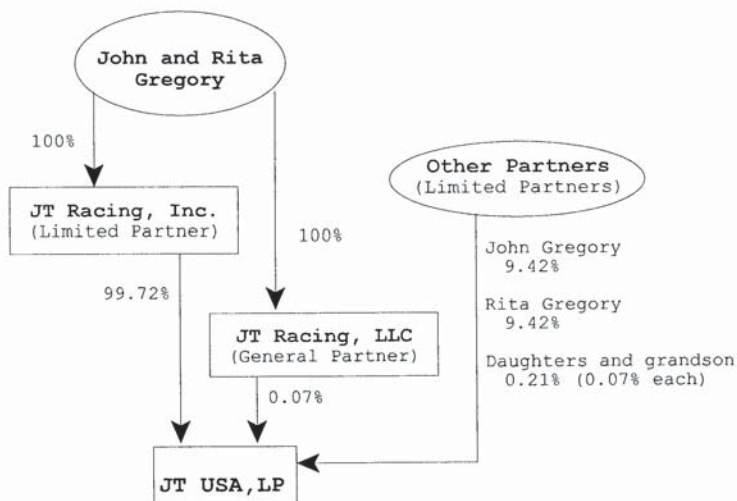 John and Rita
Gregory
100%
JT Racing, Inc.
(Limited Partner)
100%
Other Partners
(Limited Partners)
John Gregory
9.42%
Rita Gregory
9.42%
Daughters and grandson
0.21% (0.07% each)
99.72%
JT Racing, LLC
(General Partner)
0.07%
JT USA,LP